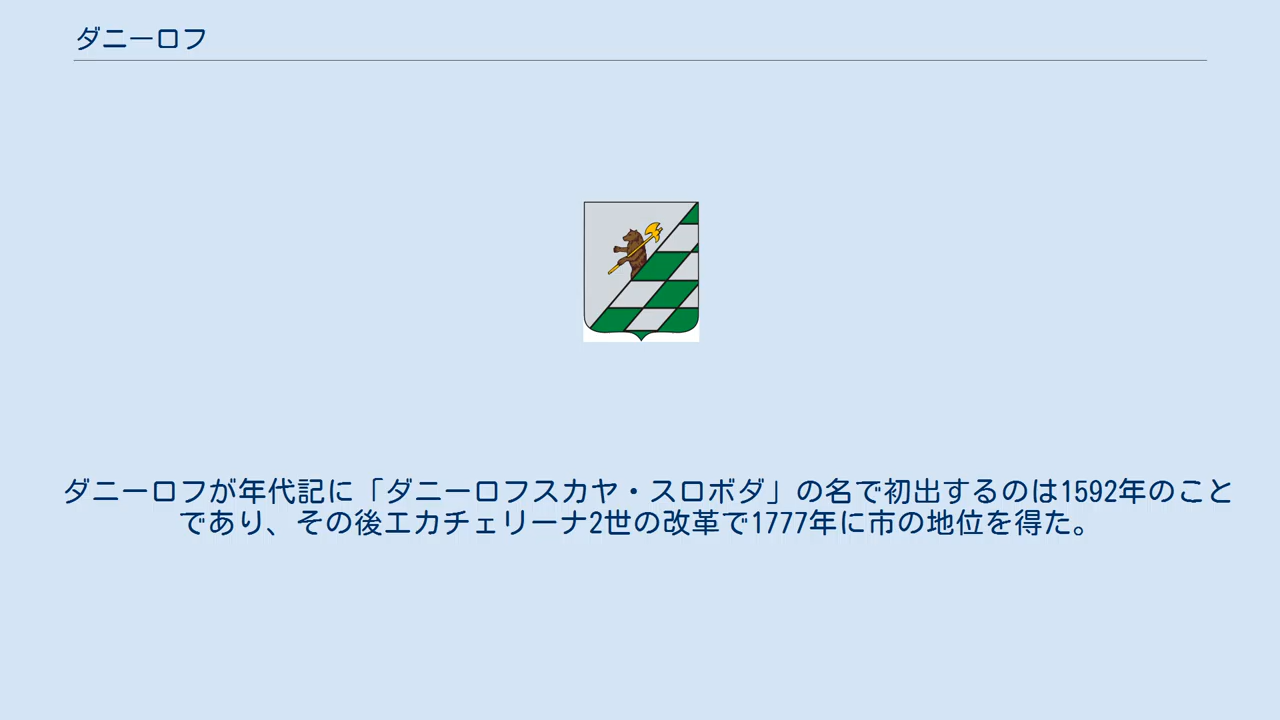 ダニーロフ
ダニーロフが年代記に「ダニーロフスカヤ・スロボダ」の名で初出するのは1592年のこと
であり、その後エカチェリーナ2世の改革で1777年に市の地位を得た。